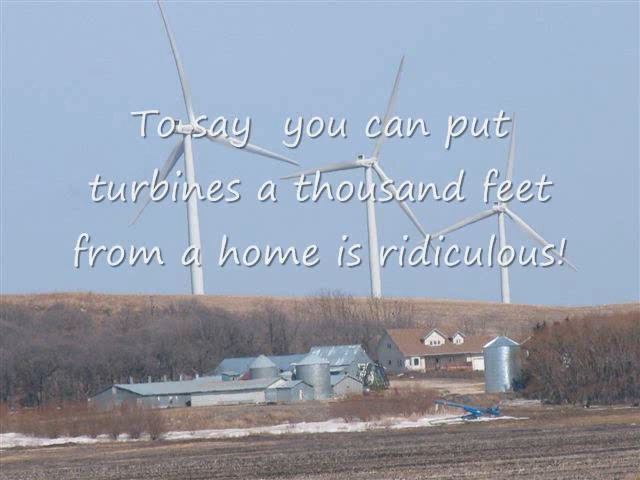 To say you can put
turbines a thousand feet
from a home is ridiculous!